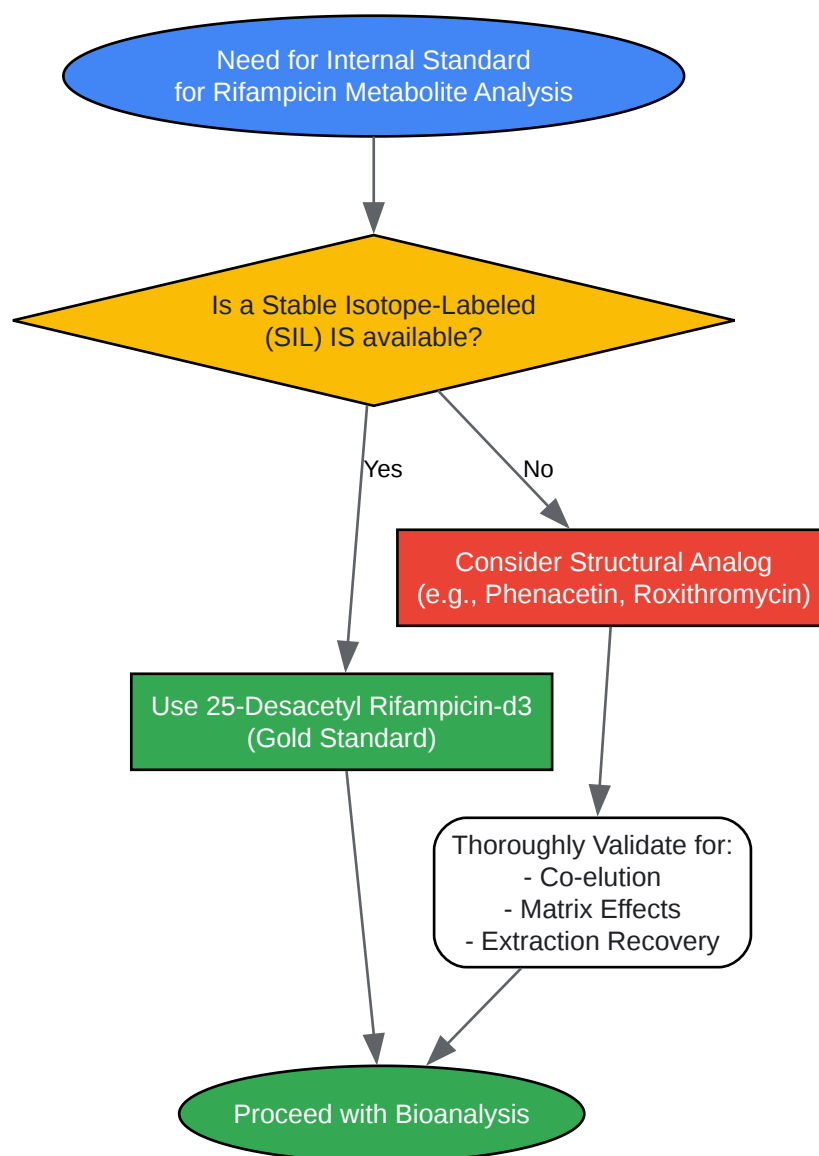 Need for Internal Standard
for Rifampicin Metabolite Analysis
Is a Stable Isotope-Labeled
(SIL) IS available?
Yes
No
Consider Structural Analog
(e.g., Phenacetin, Roxithromycin)
Use 25-Desacetyl Rifampicin-d3
(Gold Standard)
Thoroughly Validate for:
- Co-elution
- Matrix Effects
- Extraction Recovery
Proceed with Bioanalysis